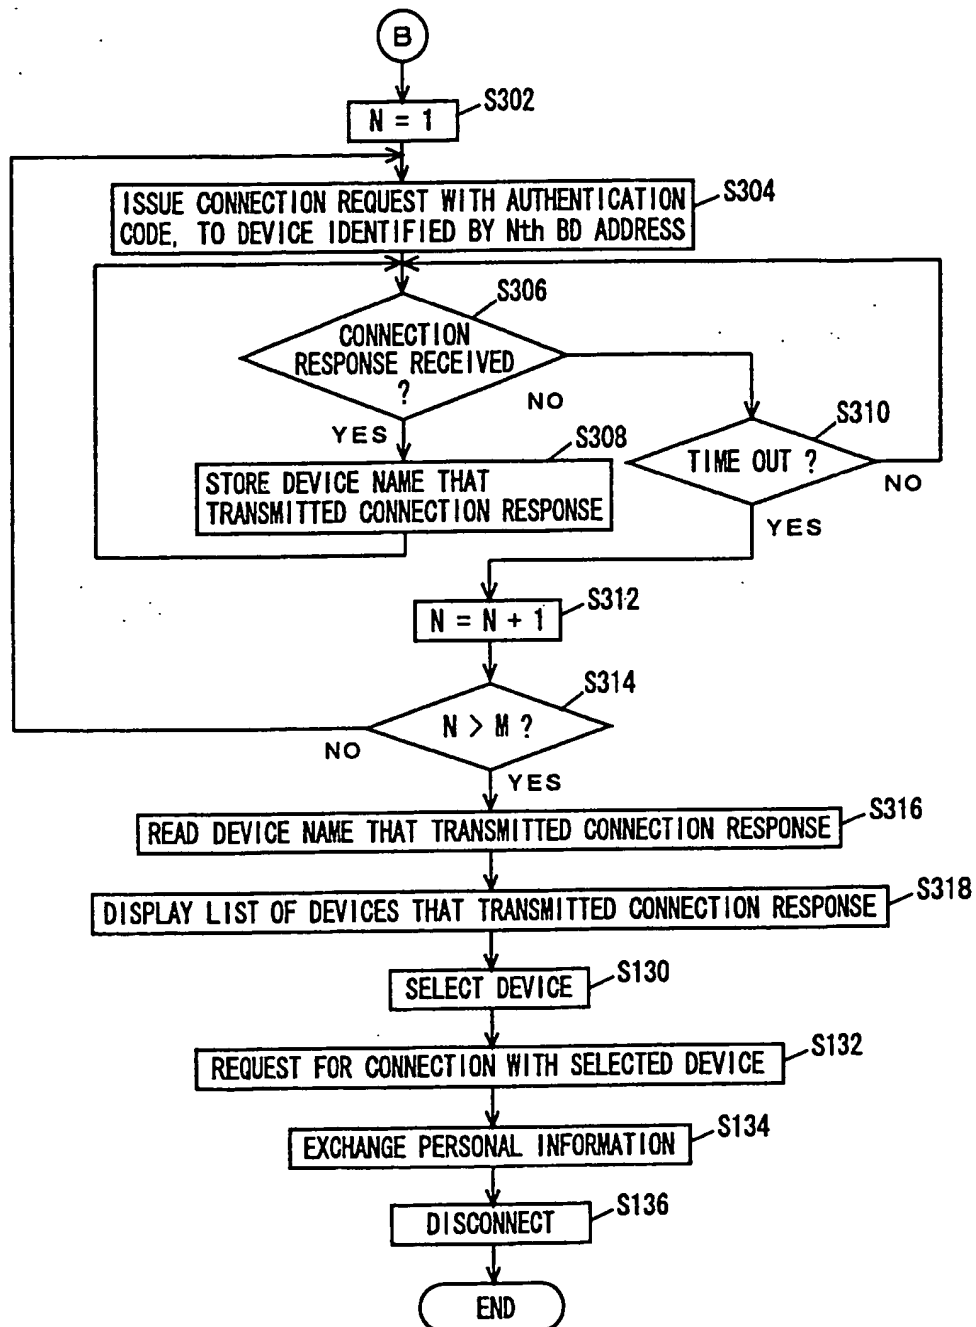 B
S302
N = 1
S304
ISSUE CONNECTION REQUEST WITH AUTHENTICATION
CODE, TO DEVICE IDENTIFIED BY Nth BD ADDRESS
S306
CONNECTION
RESPONSE RECEIVED
?
NO
YES
S310
TIME OUT ?
NO
YES
S308
STORE DEVICE NAME THAT
TRANSMITTED CONNECTION RESPONSE
S312
N = N + 1
S314
N > M ?
NO
YES
S316
READ DEVICE NAME THAT TRANSMITTED CONNECTION RESPONSE
S318
DISPLAY LIST OF DEVICES THAT TRANSMITTED CONNECTION RESPONSE
S130
SELECT DEVICE
S132
REQUEST FOR CONNECTION WITH SELECTED DEVICE
S134
EXCHANGE PERSONAL INFORMATION
S136
DISCONNECT
END